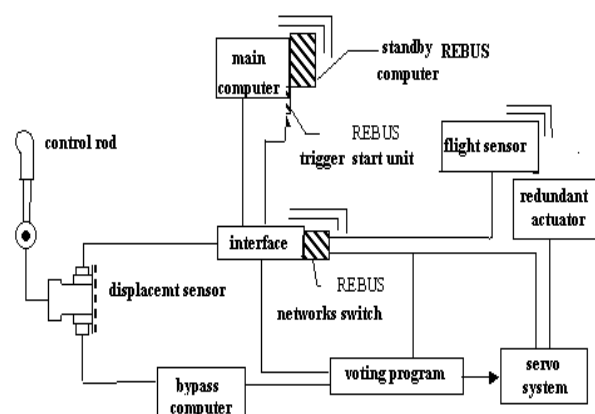 main
computer
standby REBUS
computer
REBUS
trigger start unit
control rod
flight sensor
redundant
actuator
interface
displacemt sensor
REBUS
networks switch
voting program
servo
system
bypass
computer